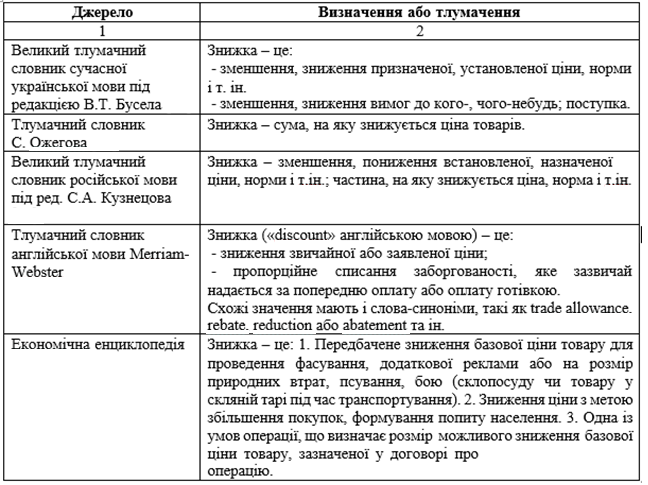 Джерело
Визначення або тлумачення
1
2
Великий тлумачний
словник сучасної
української мови під
редакцією В.Т. Бусела
Знижка – це:
- зменшення, зниження призначеної, установленої ціни, норми
і т. ін.
- зменшення, зниження вимог до кого-, чого-небудь; поступка.
Тлумачний словник
С. Ожегова
Знижка – сума, на яку знижується ціна товарів.
Великий тлумачний
словник російської мови
під ред. С.А. Кузнецова
Знижка – зменшення, пониження встановленої, назначеної
ціни, норми і т.ін.; частина, на яку знижується ціна, норма і т.ін.
Тлумачний словник
англійської мови Merriam-
Webster
Знижка («discount» англійською мовою) – це:
- зниження звичайної або заявленої ціни;
- пропорційне списання заборгованості, яке зазвичай
надається за попередню оплату або оплату готівкою.
Схожі значення мають і слова-синоніми, такі як trade allowance.
rebate. reduction або abatement та ін.
Економічна енциклопедія
Знижка – це: 1. Передбачене зниження базової ціни товару для
проведення фасування, додаткової реклами або на розмір
природних втрат, псування, бою (склопосуду чи товару у
скляній тарі під час транспортування). 2. Зниження ціни з метою
збільшення покупок, формування попиту населення. 3. Одна із
умов операції, що визначає розмір можливого зниження базової
ціни товару, зазначеної у договорі про
операцію.